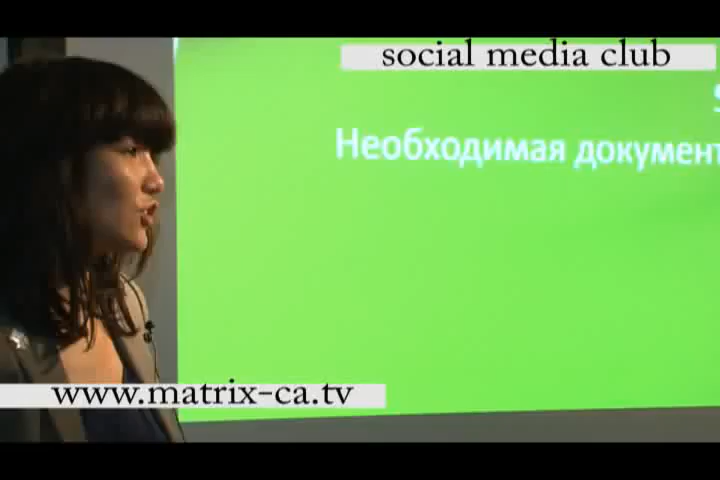 social media club
Необходимая документ
www.matrix-ca.tv